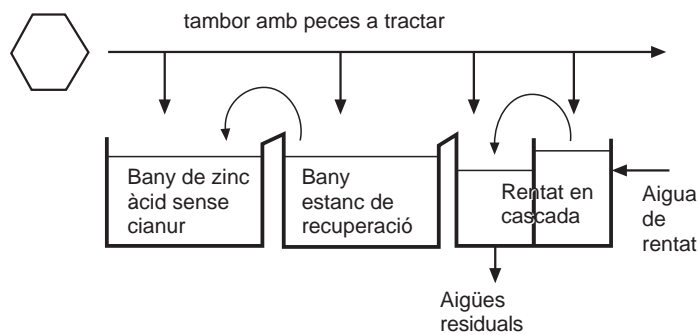 tambor amb peces a tractar
Bany de zinc
àcid sense
cianur
Bany
estanc de
recuperació
Rentat en
cascada
Aigua
de
rentat
Aigües
residuals